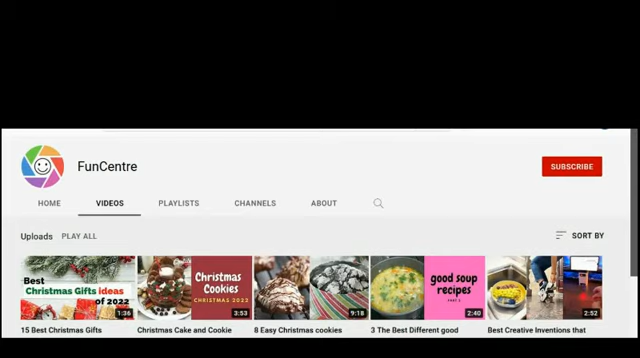 FunCentre
SUBSCRIBE
HOME VIDEOS PLAYLISTS CHANNELS ABOUT
Uploads PLAY ALL SORT BY
Best
Christmas Gifts ideas
of 2022
1:36
Christmas
Cookies
CHRISTMAS 2022
3:53
9:18
good soup
recipes
2:40
2:52
15 Best Christmas Gifts
Christmas Cake and Cookie
8 Easy Christmas cookies
3 The Best Different good
Best Creative Inventions that